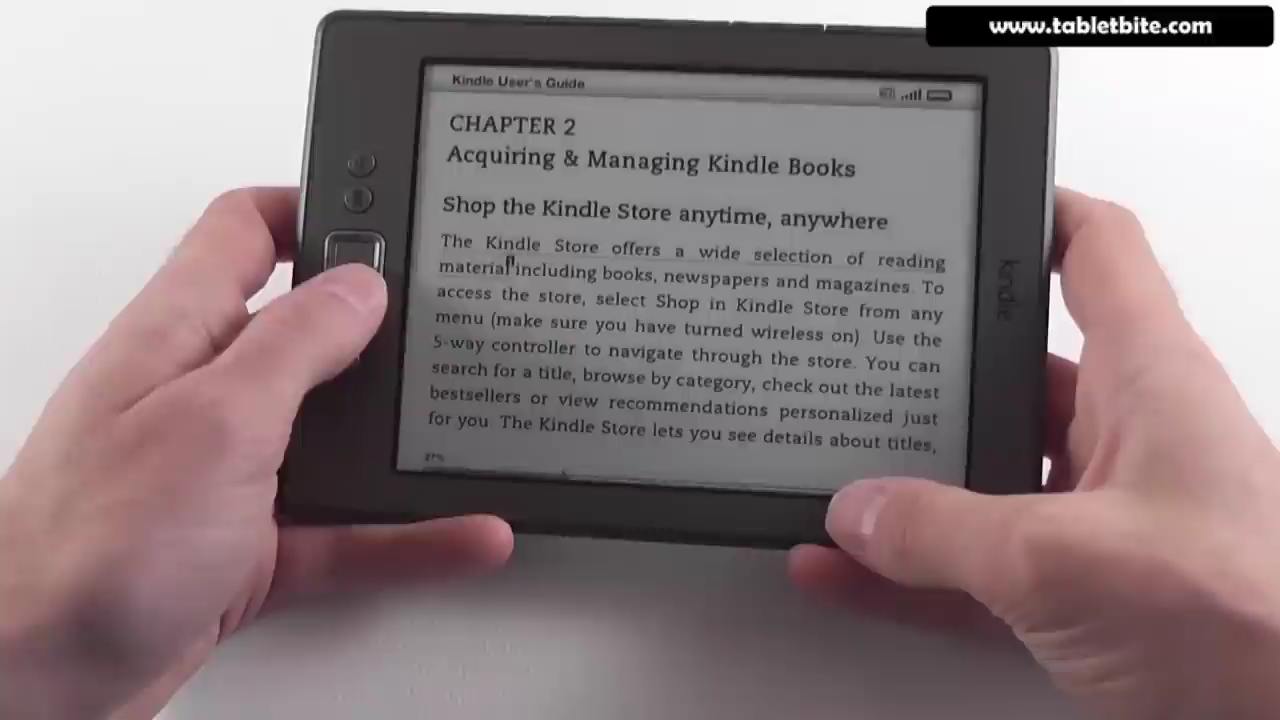 www.tabletbite.com
Kindle User's Guide
CHAPTER 2
Acquiring & Managing Kindle Books
Shop the Kindle Store anytime, anywhere
The Kindle Store offers a wide selection of reading
material including books, newspapers and magazines. To
access the store, select Shop in Kindle Store from any
menu (make sure you have turned wireless on). Use the
5-way controller to navigate through the store. You can
search for a title, browse by category, check out the latest
bestsellers or view recommendations personalized just
for you. The Kindle Store lets you see details about titles,
kindle